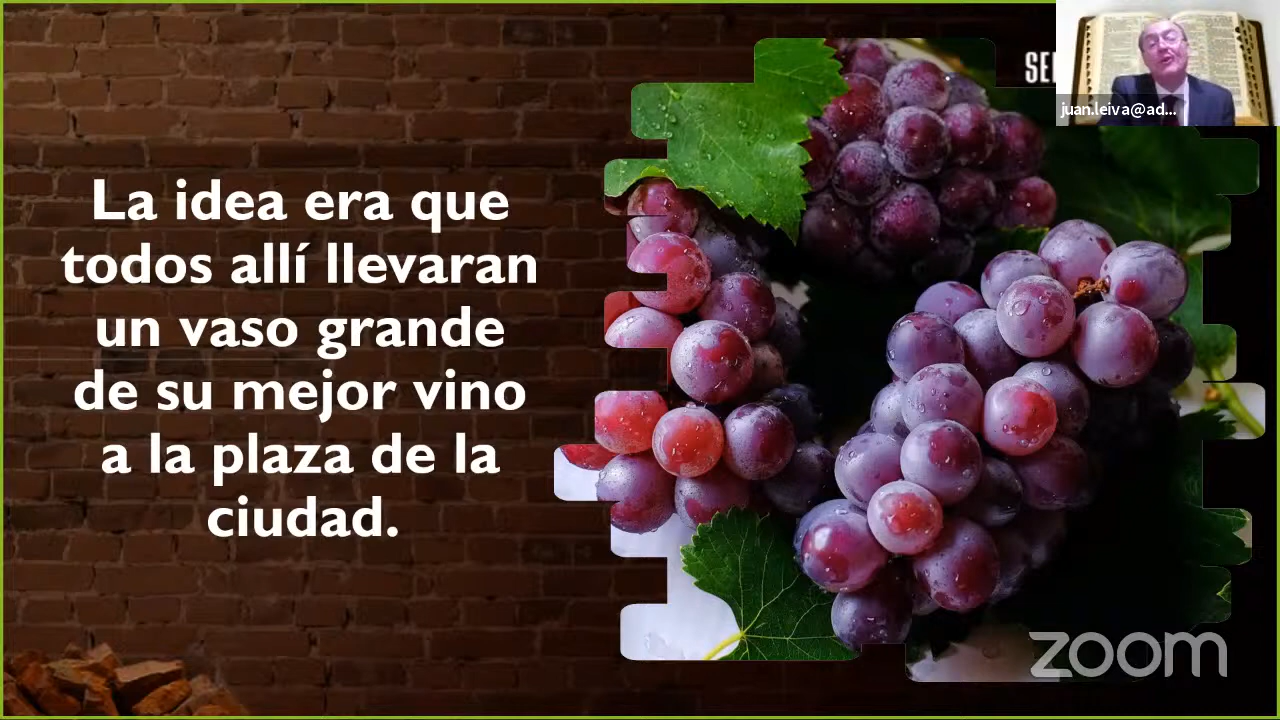 La idea era que
todos allí llevaran
un vaso grande
de su mejor vino
a la plaza de la
ciudad.
juan.leiva@ad...
zoom